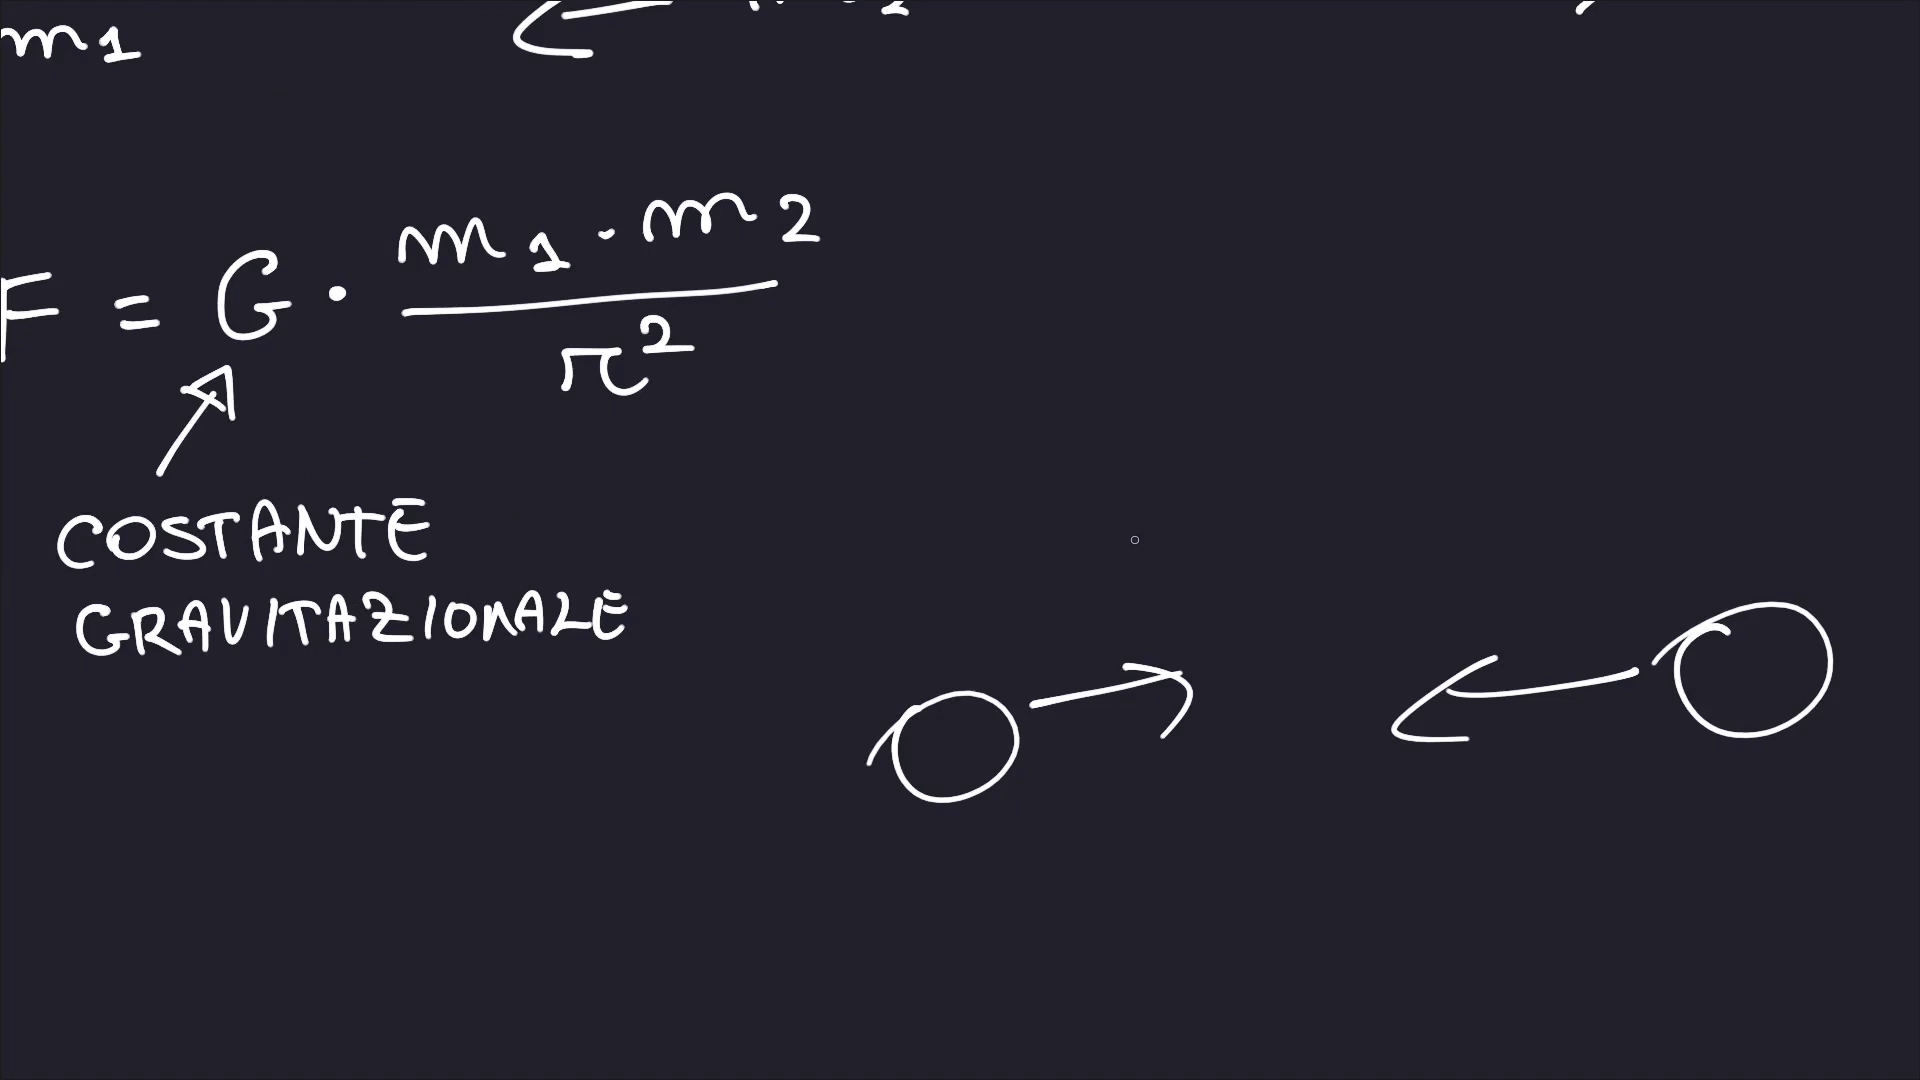 m1
F = G · m1 · m2 / r²
COSTANTE
GRAVITAZIONALE